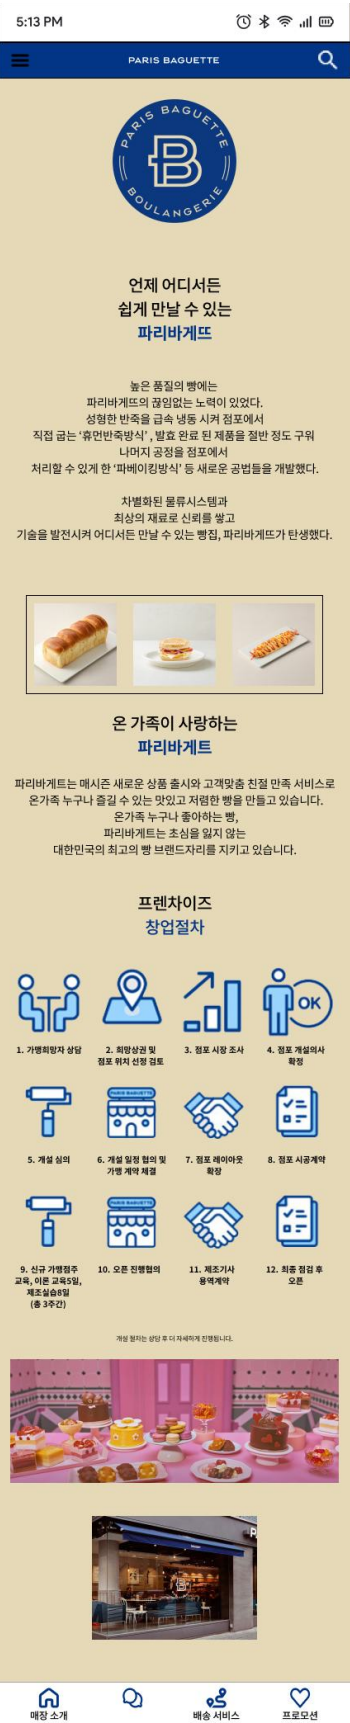 5:13 PM
PARIS BAGUETTE
PARIS BAGUETTE
B
BOULANGERIE
언제 어디서든
쉽게 만날 수 있는
파리바게뜨
높은 품질의 빵에는
파리바게뜨의 끊임없는 노력이 있었다.
성형한 반죽을 급속 냉동 시켜 점포에서
직접 굽는 ‘휴먼반죽방식’ , 발효 완료 된 제품을 절반 정도 구워
나머지 공정을 점포에서
처리할 수 있게 한 ‘파베이킹방식’ 등 새로운 공법들을 개발했다.
차별화된 물류시스템과
최상의 재료로 신뢰를 쌓고
기술을 발전시켜 어디서든 만날 수 있는 빵집, 파리바게뜨가 탄생했다.
온 가족이 사랑하는
파리바게트
파리바게트는 매시즌 새로운 상품 출시와 고객맞춤 친절 만족 서비스로
온가족 누구나 즐길 수 있는 맛있고 저렴한 빵을 만들고 있습니다.
온가족 누구나 좋아하는 빵,
파리바게트는 초심을 잃지 않는
대한민국의 최고의 빵 브랜드자리를 지키고 있습니다.
프렌차이즈
창업절차
OK
1. 가맹희망자 상담
2. 희망상권 및
점포 위치 선정 검토
3. 점포 시장 조사
4. 점포 개설의사
확정
PARIS BAGUETTE
5. 개설 심의
6. 개설 일정 협의 및
가맹 계약 체결
7. 점포 레이아웃
확장
8. 점포 시공계약
PARIS BAGUETTE
9. 신규 가맹점주
교육, 이론 교육5일,
제조실습8일
(총 3주간)
10. 오픈 진행협의
11. 제조기사
용역계약
12. 최종 점검 후
오픈
개설 절차는 상담 후 더 자세하게 진행됩니다.
매장 소개
배송 서비스
프로모션